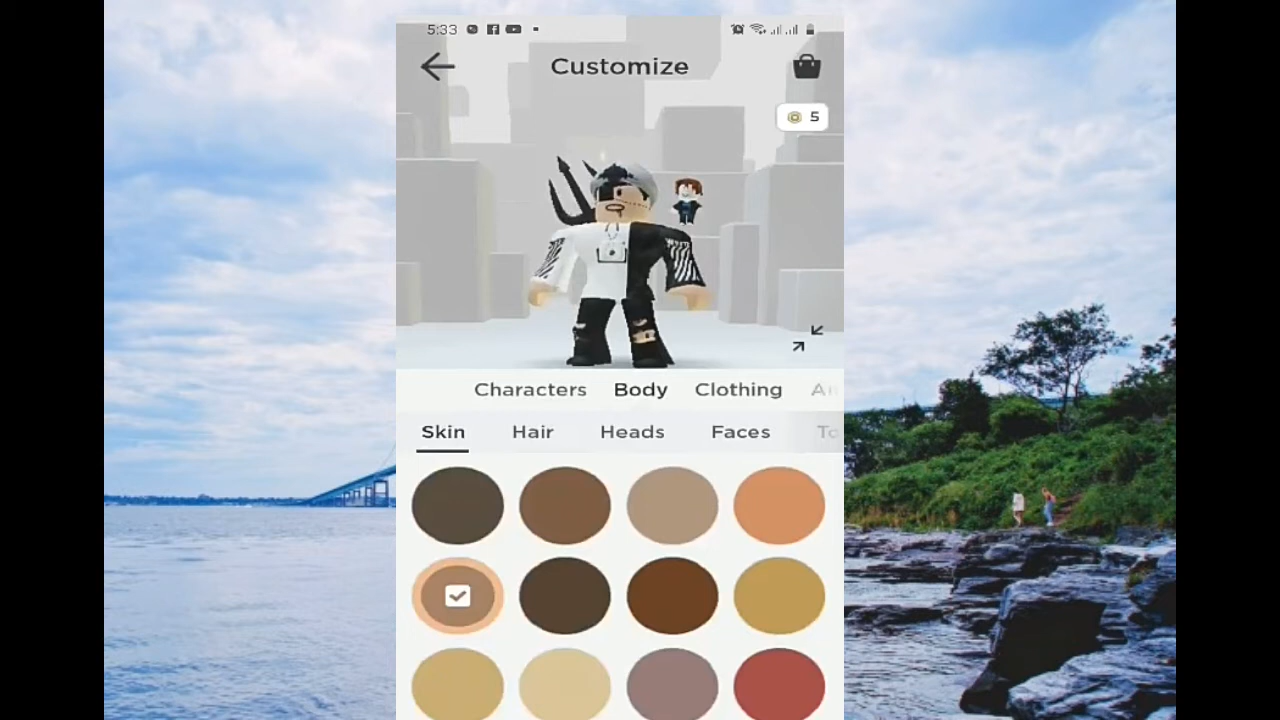 5:33
Customize
5
Characters Body Clothing
Skin Hair Heads Faces